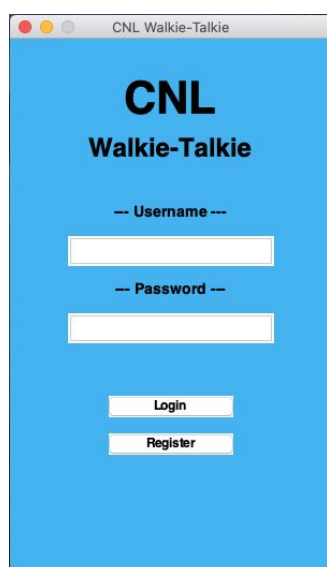 CNL Walkie-Talkie
CNL
Walkie-Talkie
--- Username ---
--- Password ---
Login
Register